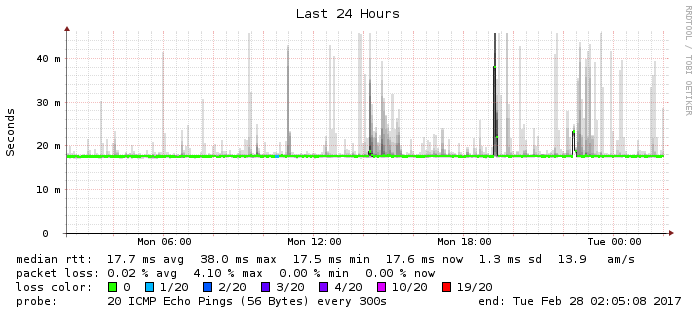 Last 24 Hours
RRDTOOL / TOBI OETIKER
Seconds
40 m
30 m
20 m
10 m
0
Mon 06:00 Mon 12:00 Mon 18:00 Tue 00:00
median rtt: 17.7 ms avg 38.0 ms max 17.5 ms min 17.6 ms now 1.3 ms sd 13.9 am/s
packet loss: 0.02 % avg 4.10 % max 0.00 % min 0.00 % now
loss color: 0 1/20 2/20 3/20 4/20 10/20 19/20
probe: 20 ICMP Echo Pings (56 Bytes) every 300s end: Tue Feb 28 02:05:08 2017